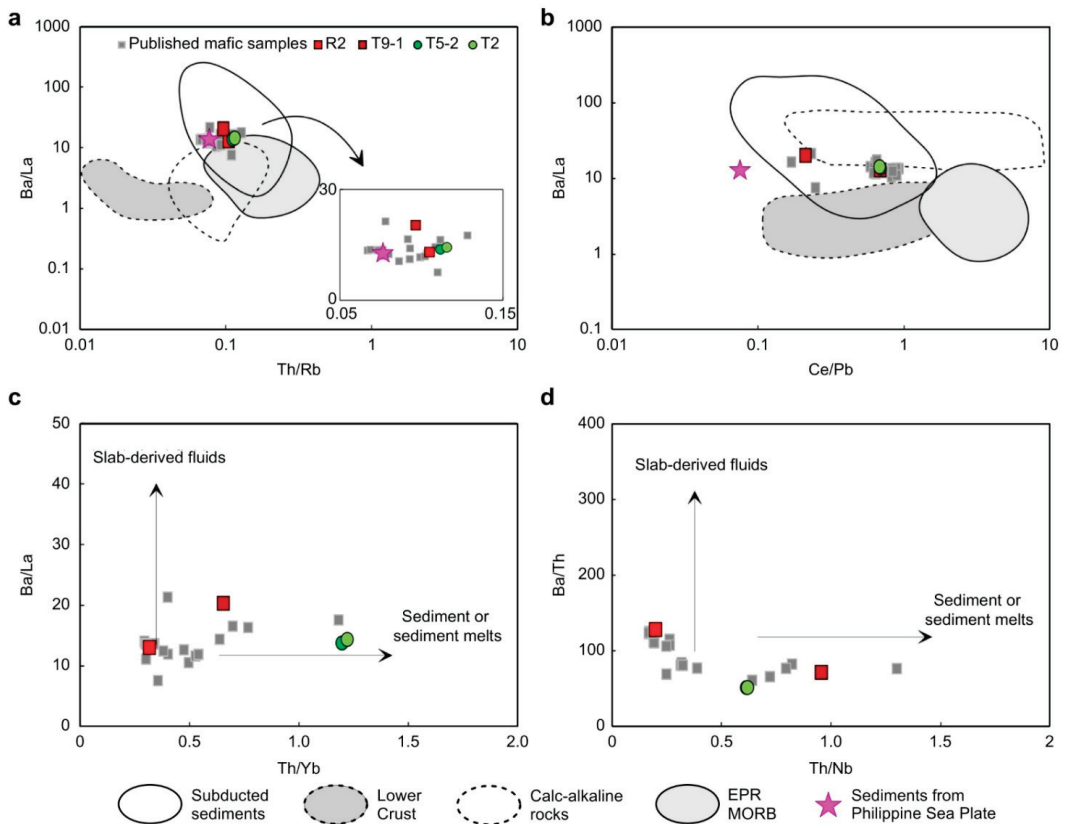 a
1000
100
10
1
0.1
0.01
Ba/La
Published mafic samples R2 T9-1 T5-2 T2
30
0
0.05 0.15
0.01 0.1 1 10
Th/Rb
b
1000
100
10
1
0.1
Ba/La
0.01 0.1 1 10
Ce/Pb
c
50
40
30
20
10
0
Ba/La
Slab-derived fluids
Sediment or
sediment melts
0 0.5 1.0 1.5 2.0
Th/Yb
d
400
300
200
100
0
Ba/Th
Slab-derived fluids
Sediment or
sediment melts
0 0.5 1 1.5 2
Th/Nb
Subducted
sediments
Lower
Crust
Calc-alkaline
rocks
EPR
MORB
Sediments from
Philippine Sea Plate